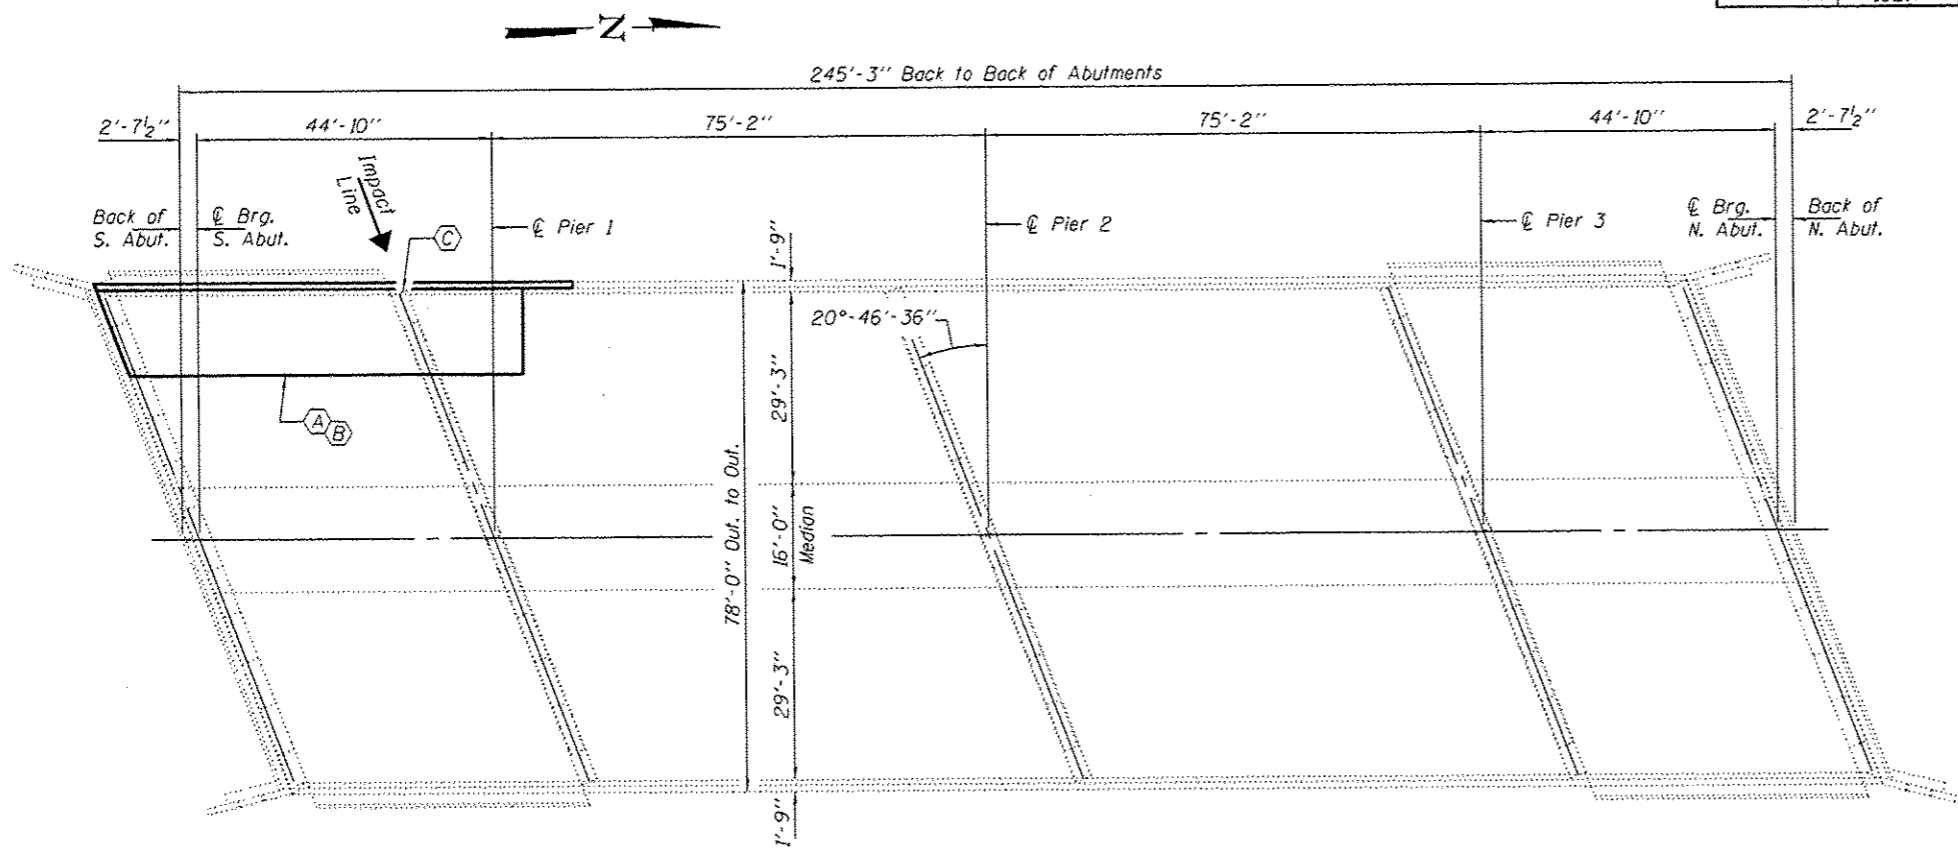 Z
245'-3" Back to Back of Abutments
2'-7½"
44'-10"
75'-2"
75'-2"
44'-10"
2'-7½"
Impact
Line
Back of
S. Abut.
℄ Brg.
S. Abut.
C
℄ Pier 1
℄ Pier 2
℄ Pier 3
℄ Brg.
N. Abut.
Back of
N. Abut.
1'-9"
20°-46'-36"
29'-3"
A
B
78'-0" Out. to Out.
16'-0"
Median
29'-3"
1'-9"